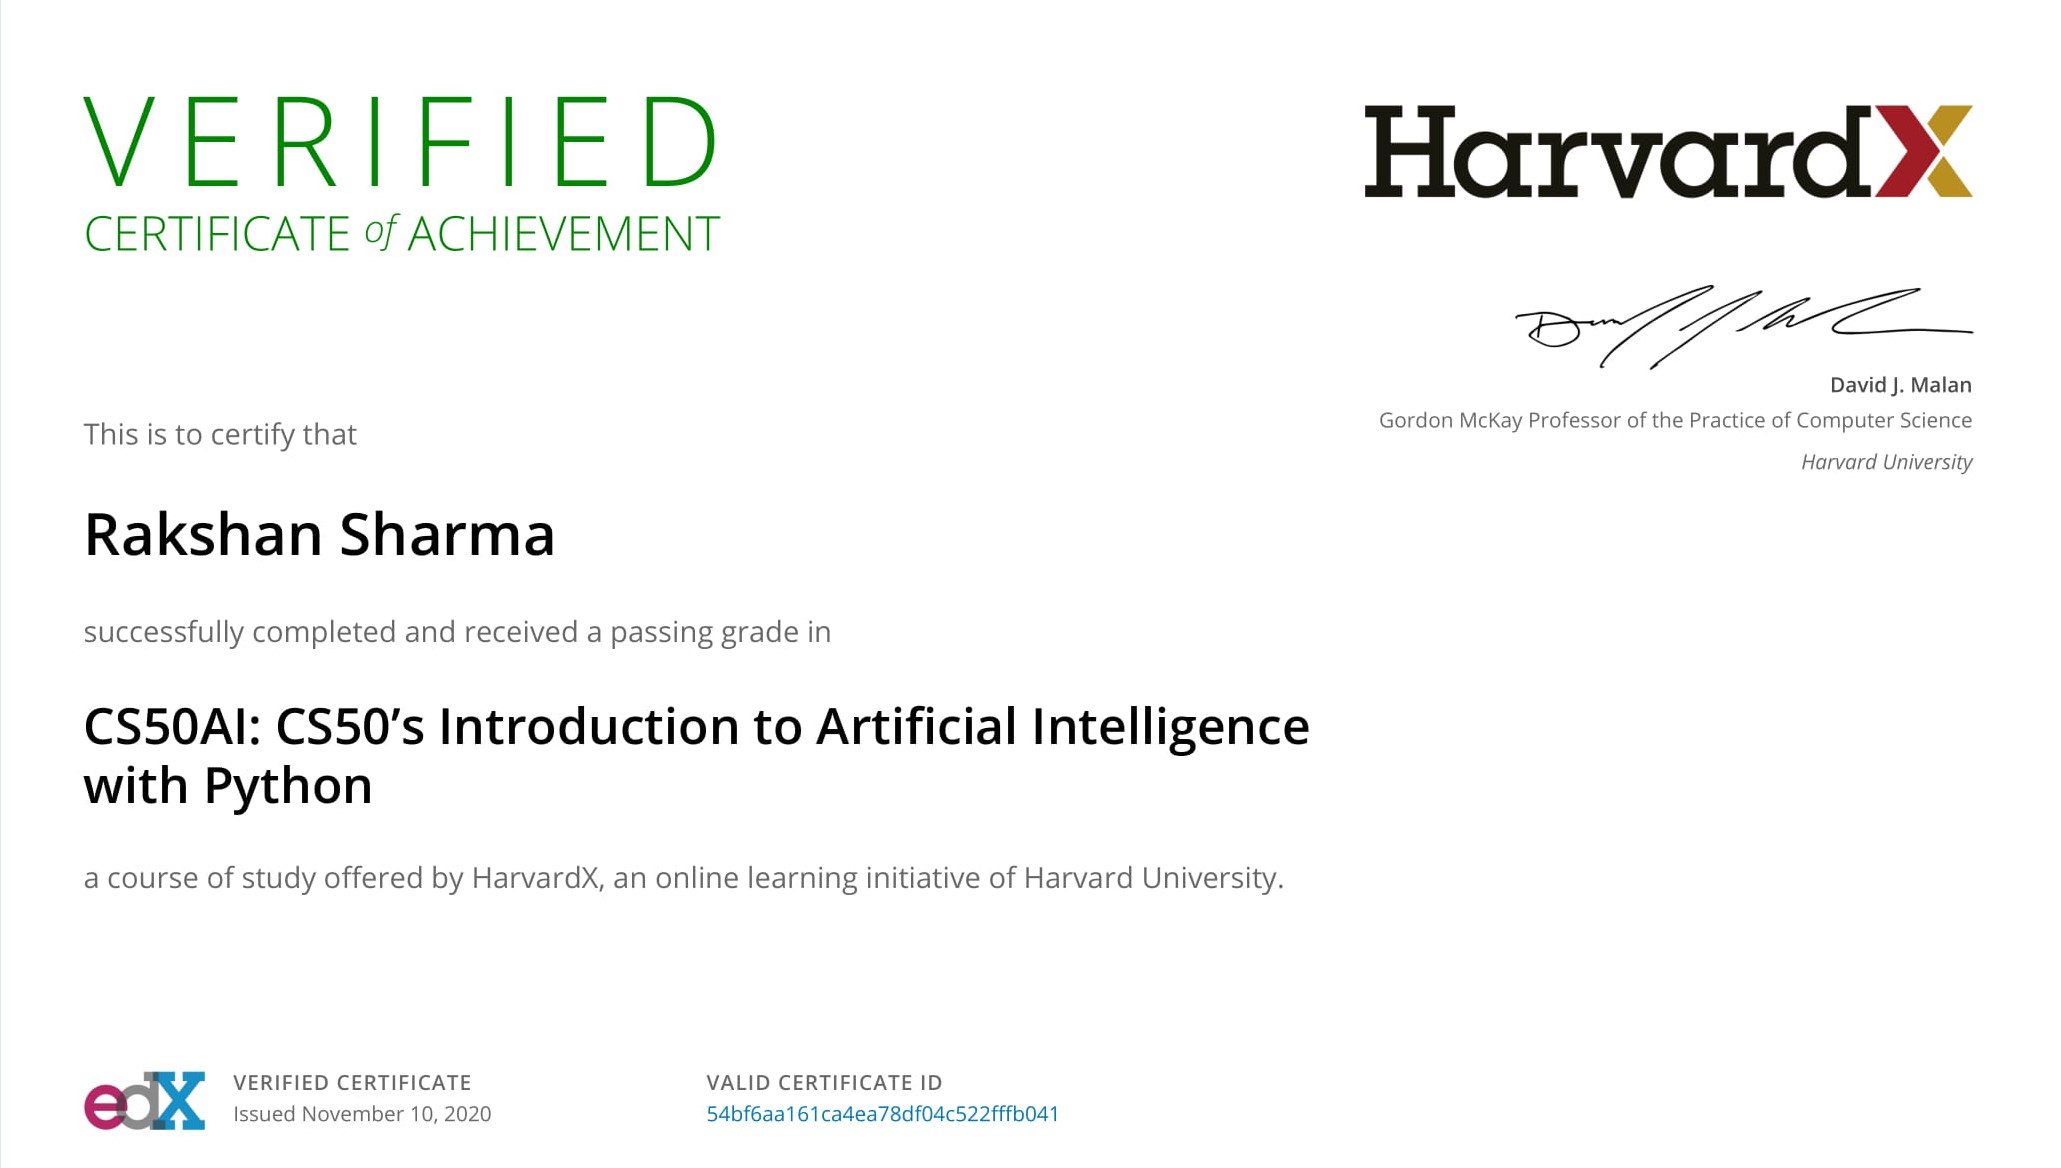 VERIFIED
CERTIFICATE of ACHIEVEMENT
HarvardX
David J. Malan
Gordon McKay Professor of the Practice of Computer Science
Harvard University
This is to certify that
Rakshan Sharma
successfully completed and received a passing grade in
CS50AI: CS50’s Introduction to Artificial Intelligence
with Python
a course of study offered by HarvardX, an online learning initiative of Harvard University.
edX
VERIFIED CERTIFICATE
Issued November 10, 2020
VALID CERTIFICATE ID
54bf6aa161ca4ea78df04c522fffb041